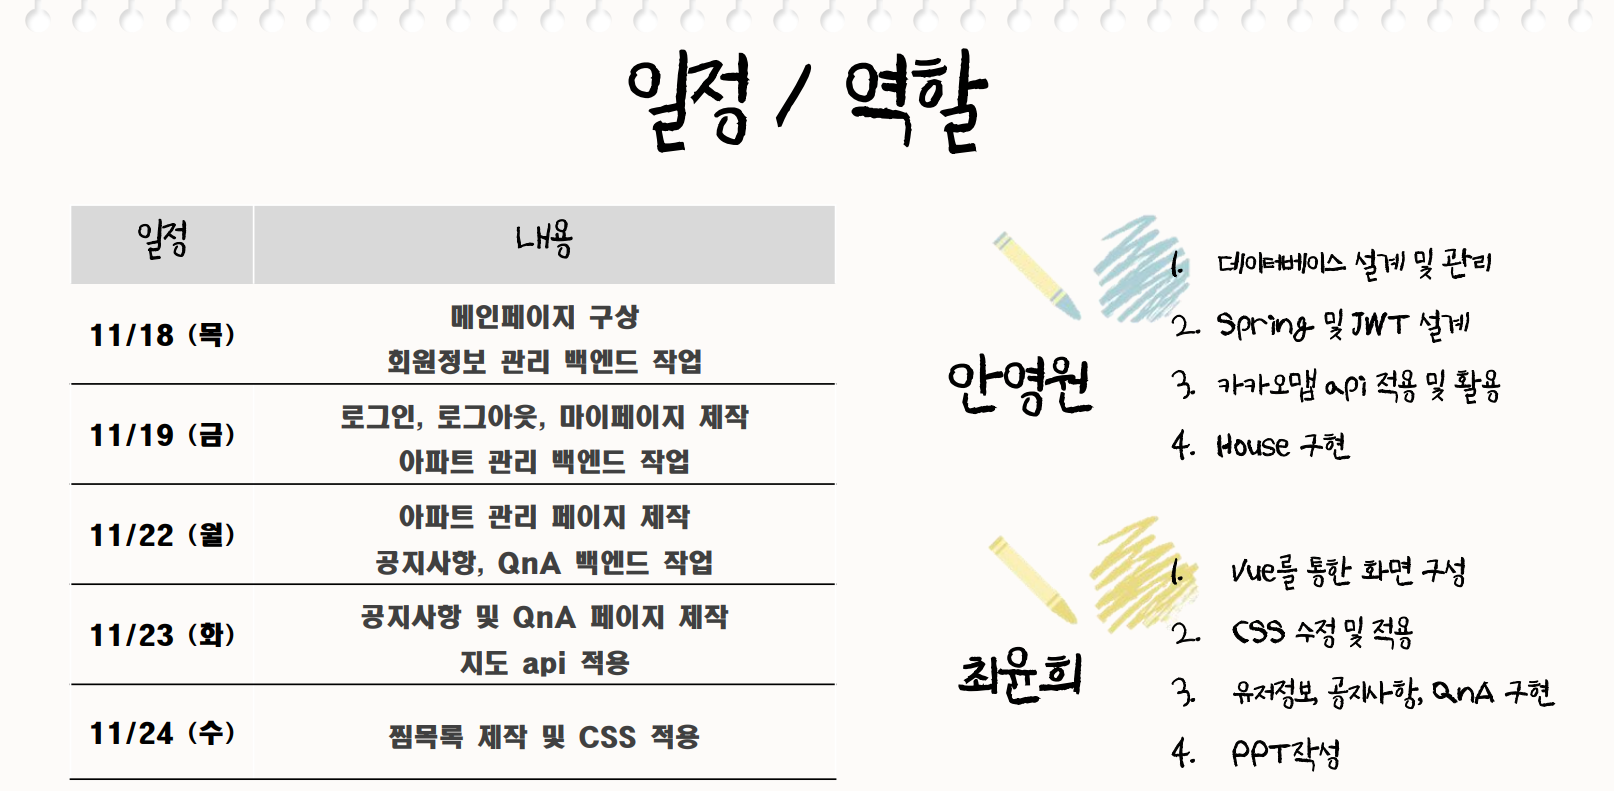 일정 / 역할
일정 내용
11/18 (목)
메인페이지 구상
회원정보 관리 백엔드 작업
11/19 (금)
로그인, 로그아웃, 마이페이지 제작
아파트 관리 백엔드 작업
11/22 (월)
아파트 관리 페이지 제작
공지사항, QnA 백엔드 작업
11/23 (화)
공지사항 및 QnA 페이지 제작
지도 api 적용
11/24 (수)
찜목록 제작 및 CSS 적용
안영원
1. 데이터베이스 설계 및 관리
2. Spring 및 JWT 설계
3. 카카오맵 api 적용 및 활용
4. House 구현
최윤희
1. Vue를 통한 화면 구성
2. CSS 수정 및 적용
3. 유저정보, 공지사항, QnA 구현
4. PPT작성